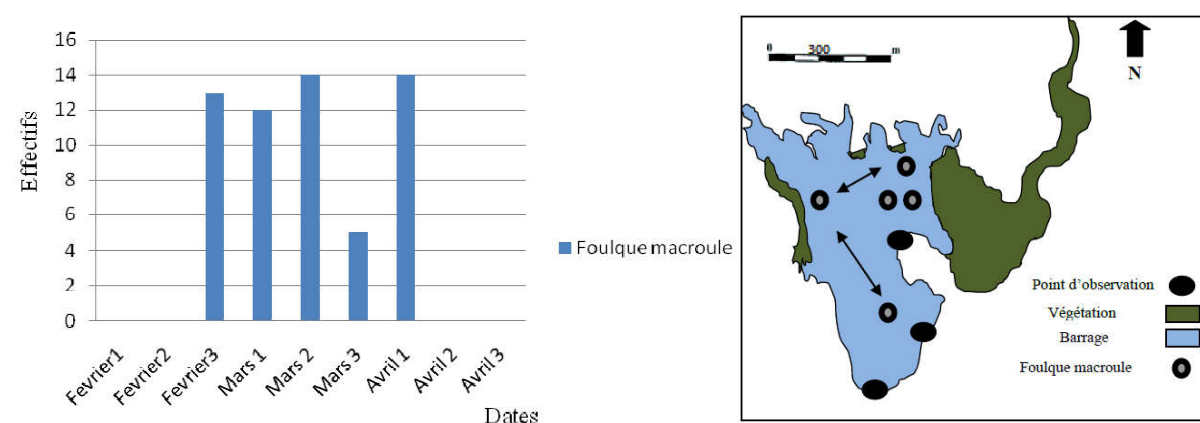 16
14
12
10
8
6
4
2
0
Effectifs
Fevrier1
Fevrier2
Fevrier3
Mars 1
Mars 2
Mars 3
Avril 1
Avril 2
Avril 3
Dates
Foulque macroule
0 300 m
N
Point d'observation
Végétation
Barrage
Foulque macroule